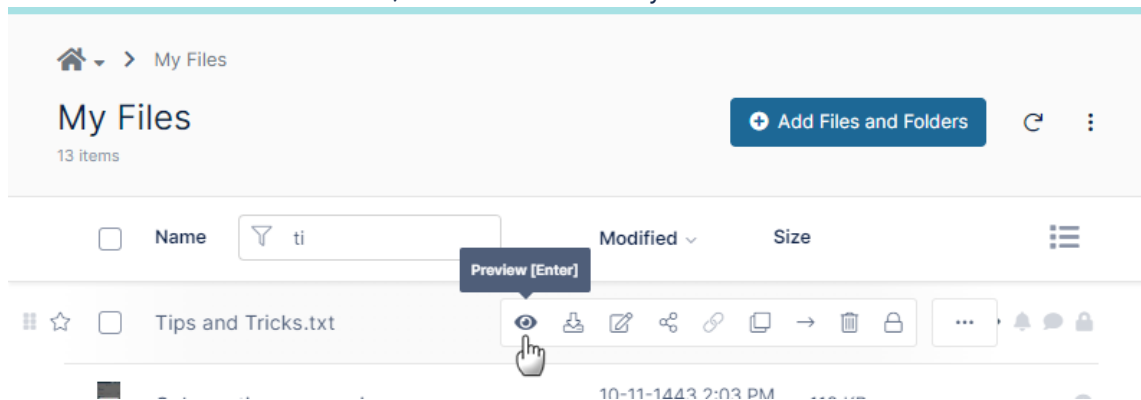 My Files
My Files
Add Files and Folders
13 items
Name
ti
Modified
Size
Preview [Enter]
Tips and Tricks.txt
10-11-1443 2:03 PM